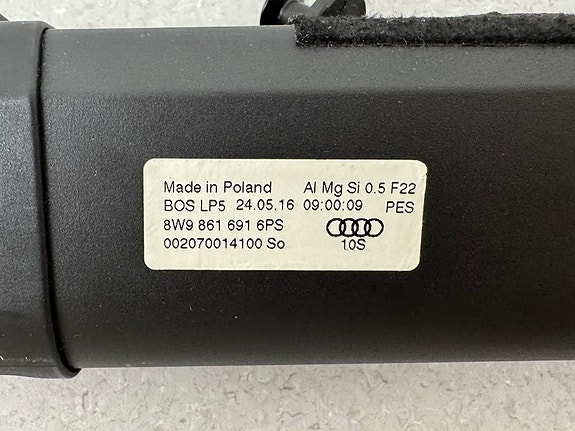 Made in Poland Al Mg Si 0.5 F22
BOS LP5 24.05.16 09:00:09 PES
8W9 861 691 6PS
002070014100 So 10S